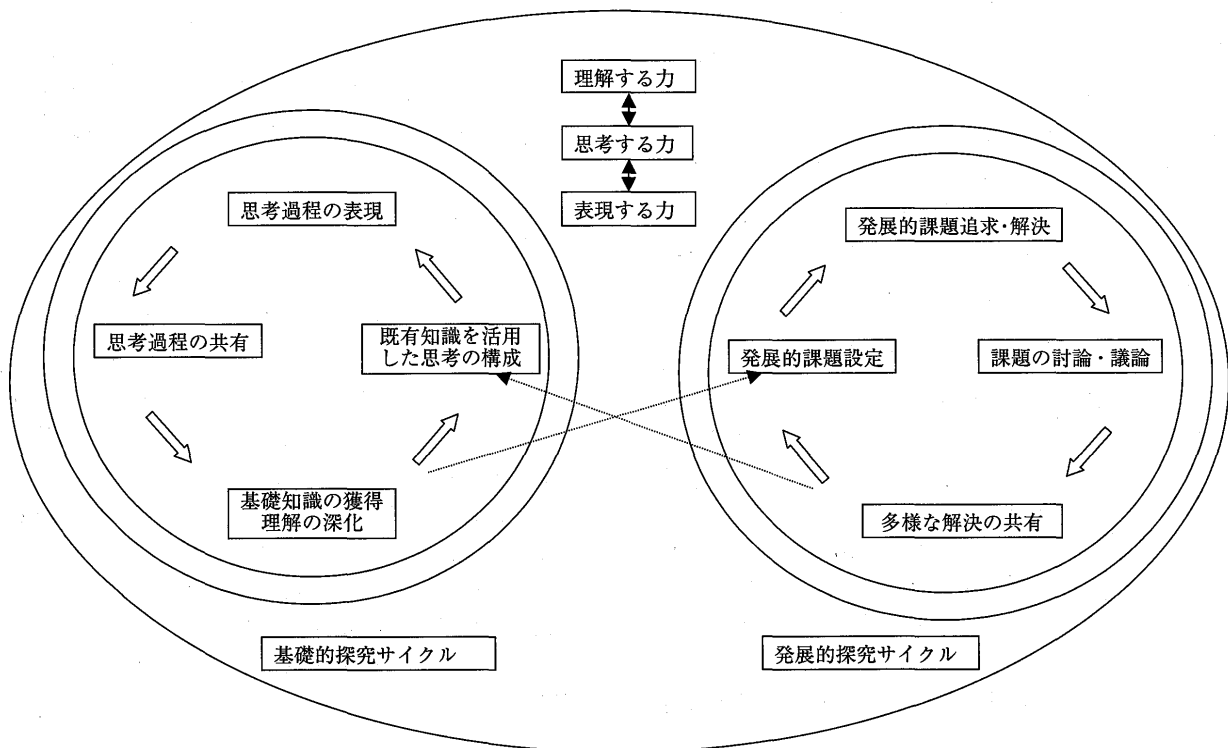 理解する力
思考する力
表現する力
思考過程の表現
思考過程の共有
既有知識を活用
した思考の構成
基礎知識の獲得
理解の深化
発展的課題追求・解決
発展的課題設定
課題の討論・議論
多様な解決の共有
基礎的探究サイクル
発展的探究サイクル